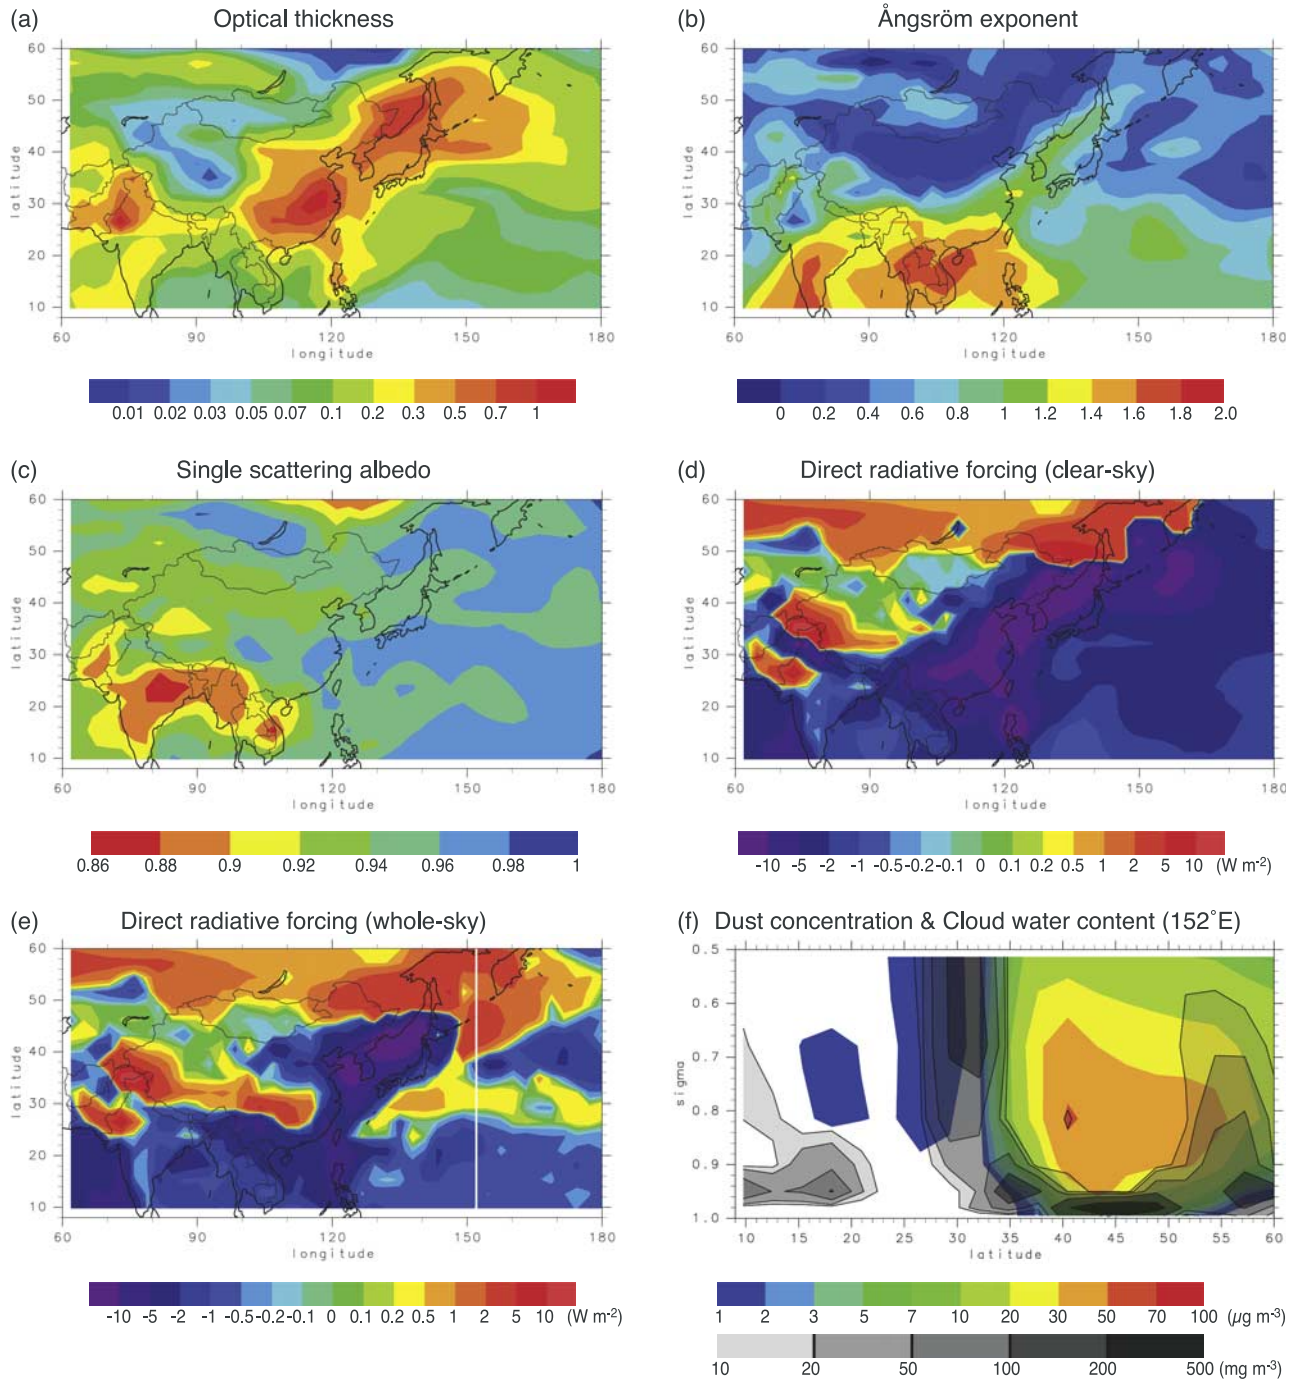 (a) Optical thickness
60
50
40
30
20
10
latitude
60 90 120 150 180
longitude
0.01 0.02 0.03 0.05 0.07 0.1 0.2 0.3 0.5 0.7 1
(b) Ångsröm exponent
60
50
40
30
20
10
latitude
60 90 120 150 180
longitude
0 0.2 0.4 0.6 0.8 1 1.2 1.4 1.6 1.8 2.0
(c) Single scattering albedo
60
50
40
30
20
10
latitude
60 90 120 150 180
longitude
0.86 0.88 0.9 0.92 0.94 0.96 0.98 1
(d) Direct radiative forcing (clear-sky)
60
50
40
30
20
10
latitude
60 90 120 150 180
longitude
-10 -5 -2 -1 -0.5 -0.2 -0.1 0 0.1 0.2 0.5 1 2 5 10 (W m-2)
(e) Direct radiative forcing (whole-sky)
60
50
40
30
20
10
latitude
60 90 120 150 180
longitude
-10 -5 -2 -1 -0.5 -0.2 -0.1 0 0.1 0.2 0.5 1 2 5 10 (W m-2)
(f) Dust concentration & Cloud water content (152°E)
0.5
0.6
0.7
0.8
0.9
1.0
sigma
10 15 20 25 30 35 40 45 50 55 60
latitude
1 2 3 5 7 10 20 30 50 70 100 (μg m-3)
10 20 50 100 200 500 (mg m-3)